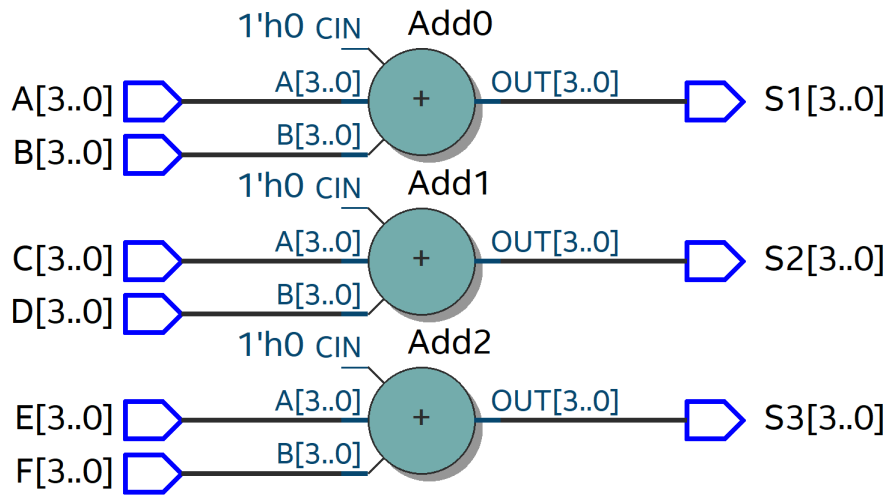 1'h0 CIN Add0
A[3..0] A[3..0] + OUT[3..0] S1[3..0]
B[3..0] B[3..0]
1'h0 CIN Add1
C[3..0] A[3..0] + OUT[3..0] S2[3..0]
D[3..0] B[3..0]
1'h0 CIN Add2
E[3..0] A[3..0] + OUT[3..0] S3[3..0]
F[3..0] B[3..0]